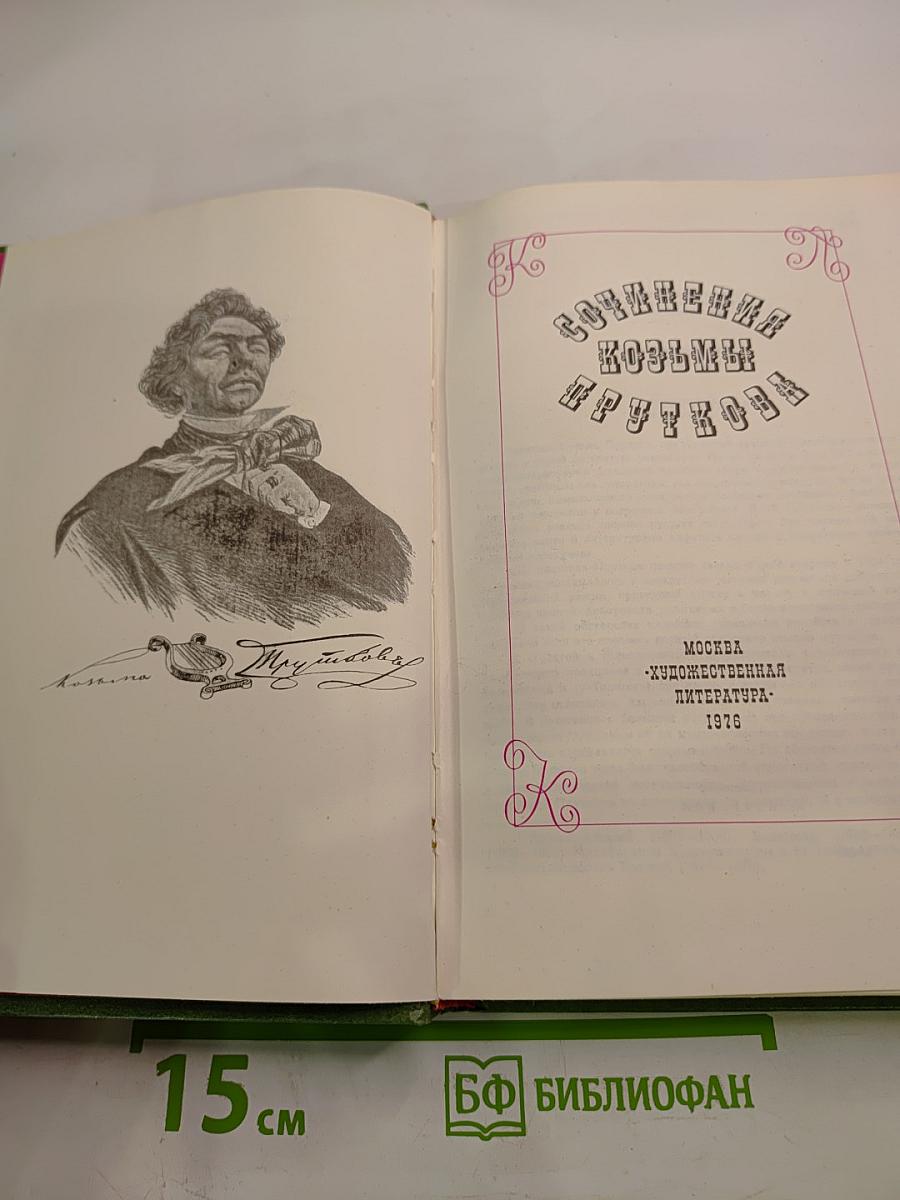 Козьма Прутковъ
К П
СОЧИНЕНИЯ
КОЗЬМЫ
ПРУТКОВА
МОСКВА
«ХУДОЖЕСТВЕННАЯ
ЛИТЕРАТУРА»
1976
К
15 см
БФ БИБЛИОФАН